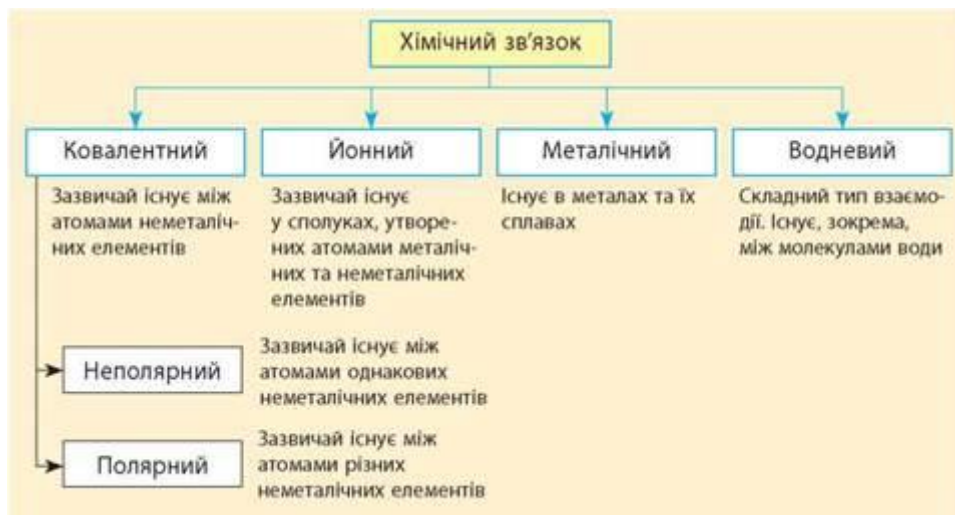 Хімічний зв'язок
Ковалентний
Йонний
Металічний
Водневий
Зазвичай існує між
атомами неметаліч-
них елементів
Зазвичай існує
у сполуках, утворе-
них атомами металіч-
них та неметалічних
елементів
Існує в металах та їх
сплавах
Складний тип взаємо-
дії. Існує, зокрема,
між молекулами води
Неполярний
Зазвичай існує між
атомами однакових
неметалічних елементів
Полярний
Зазвичай існує між
атомами різних
неметалічних елементів